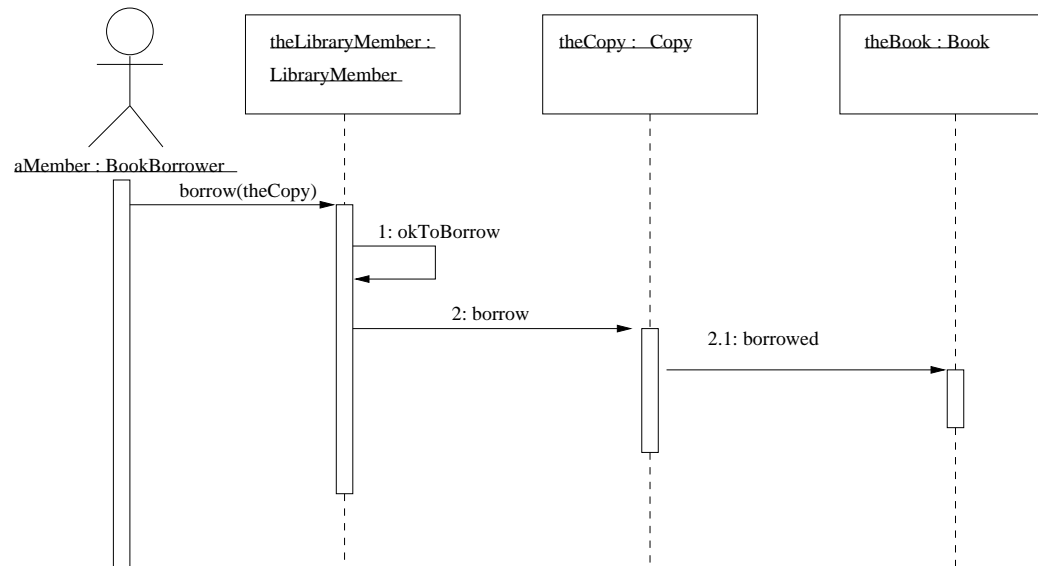 theLibraryMember :
LibraryMember
theCopy : Copy
theBook : Book
aMember : BookBorrower
borrow(theCopy)
1: okToBorrow
2: borrow
2.1: borrowed